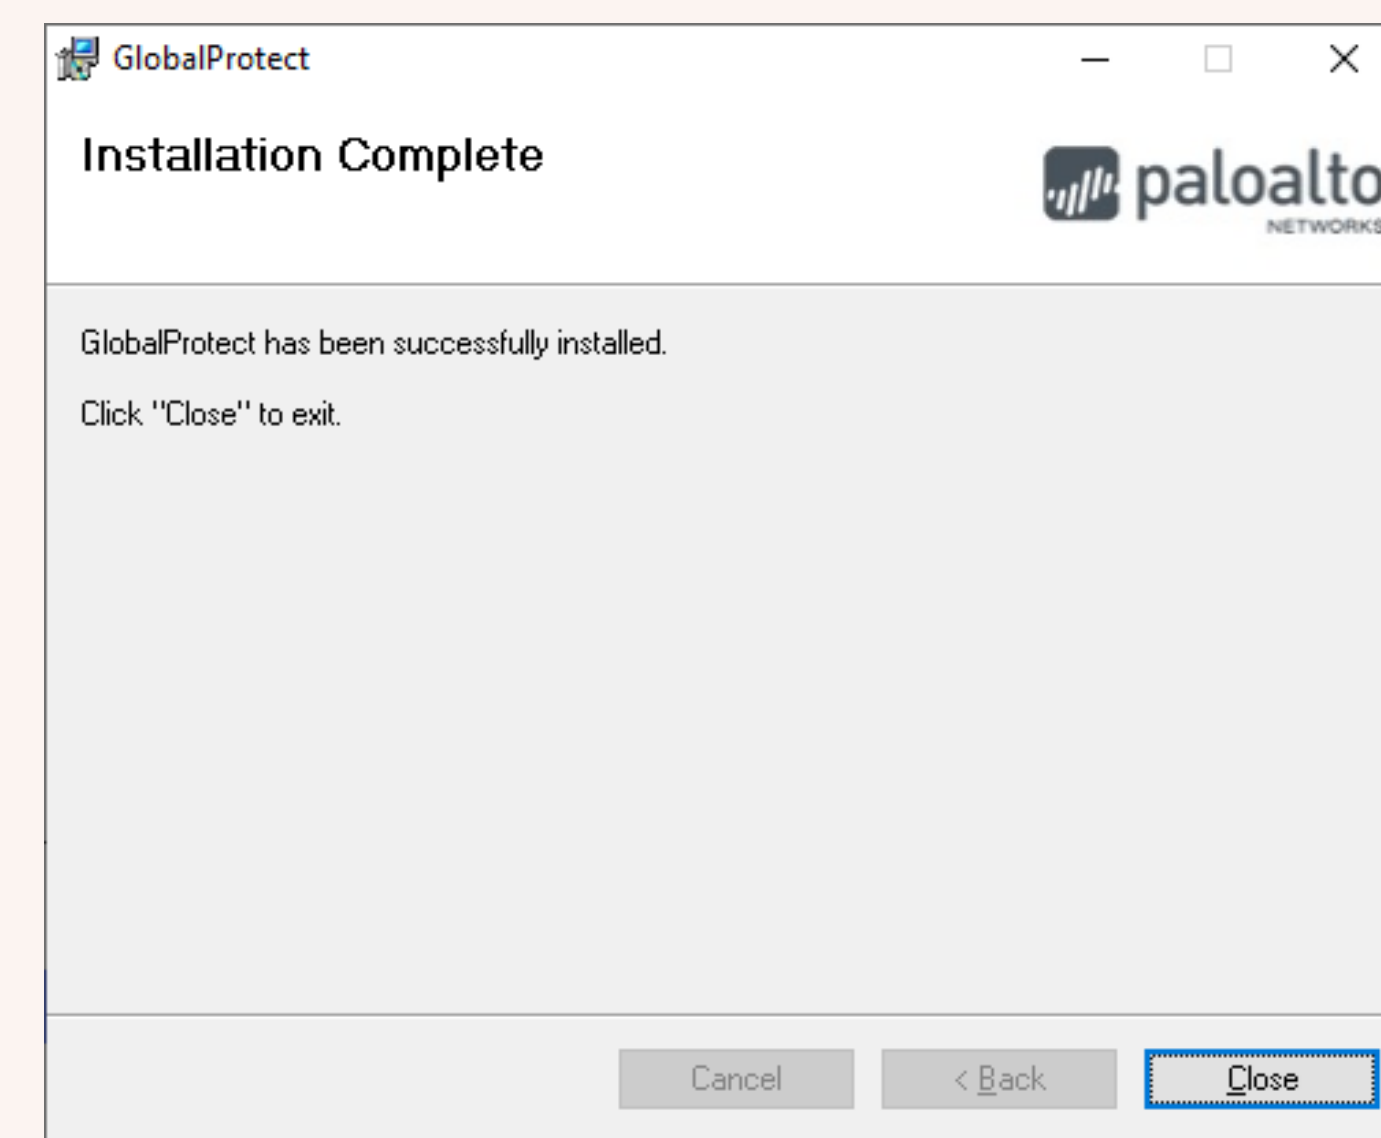 GlobalProtect
Installation Complete
paloalto
NETWORKS
GlobalProtect has been successfully installed.
Click "Close" to exit.
Cancel
< Back
Close